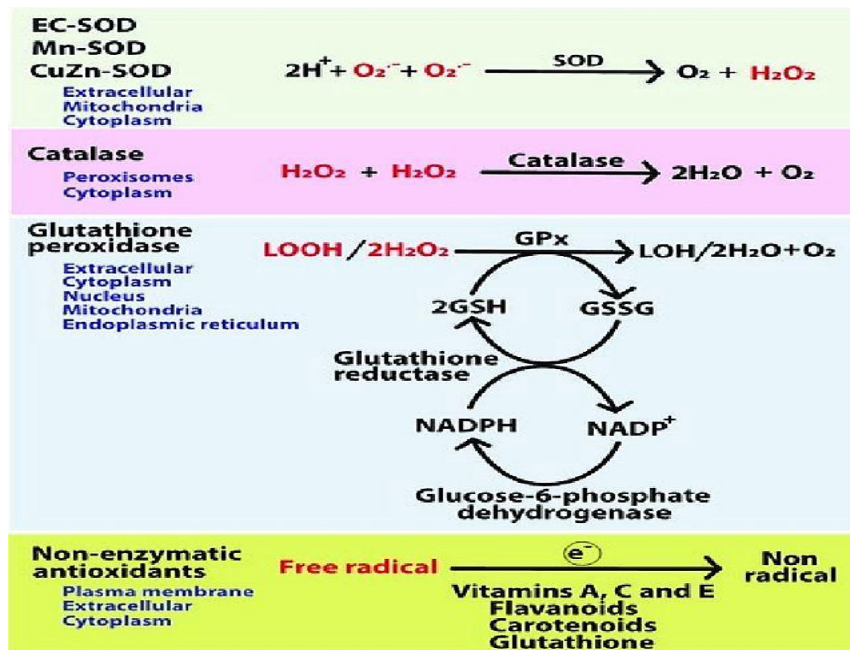 EC-SOD
Mn-SOD
CuZn-SOD
Extracellular
Mitochondria
Cytoplasm
2H⁺+ O₂·⁻+ O₂·⁻ SOD O₂ + H₂O₂
Catalase
Peroxisomes
Cytoplasm
H₂O₂ + H₂O₂ Catalase 2H₂O + O₂
Glutathione
peroxidase
Extracellular
Cytoplasm
Nucleus
Mitochondria
Endoplasmic reticulum
LOOH/2H₂O₂ GPx LOH/2H₂O+O₂
2GSH GSSG
Glutathione
reductase
NADPH NADP⁺
Glucose-6-phosphate
dehydrogenase
Non-enzymatic
antioxidants
Plasma membrane
Extracellular
Cytoplasm
Free radical e⁻ Non
radical
Vitamins A, C and E
Flavanoids
Carotenoids
Glutathione